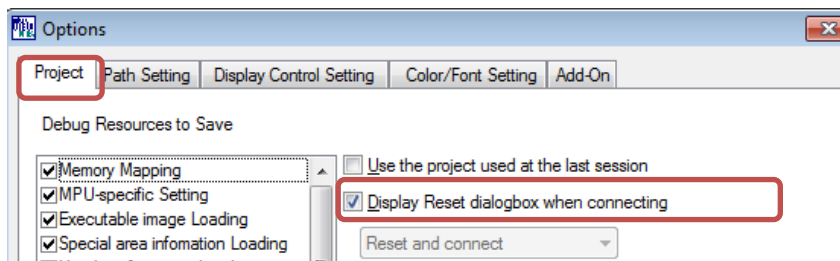 Options
Project Path Setting Display Control Setting Color/Font Setting Add-On
Debug Resources to Save
Memory Mapping
MPU-specific Setting
Executable image Loading
Special area infomation Loading
Use the project used at the last session
Display Reset dialogbox when connecting
Reset and connect